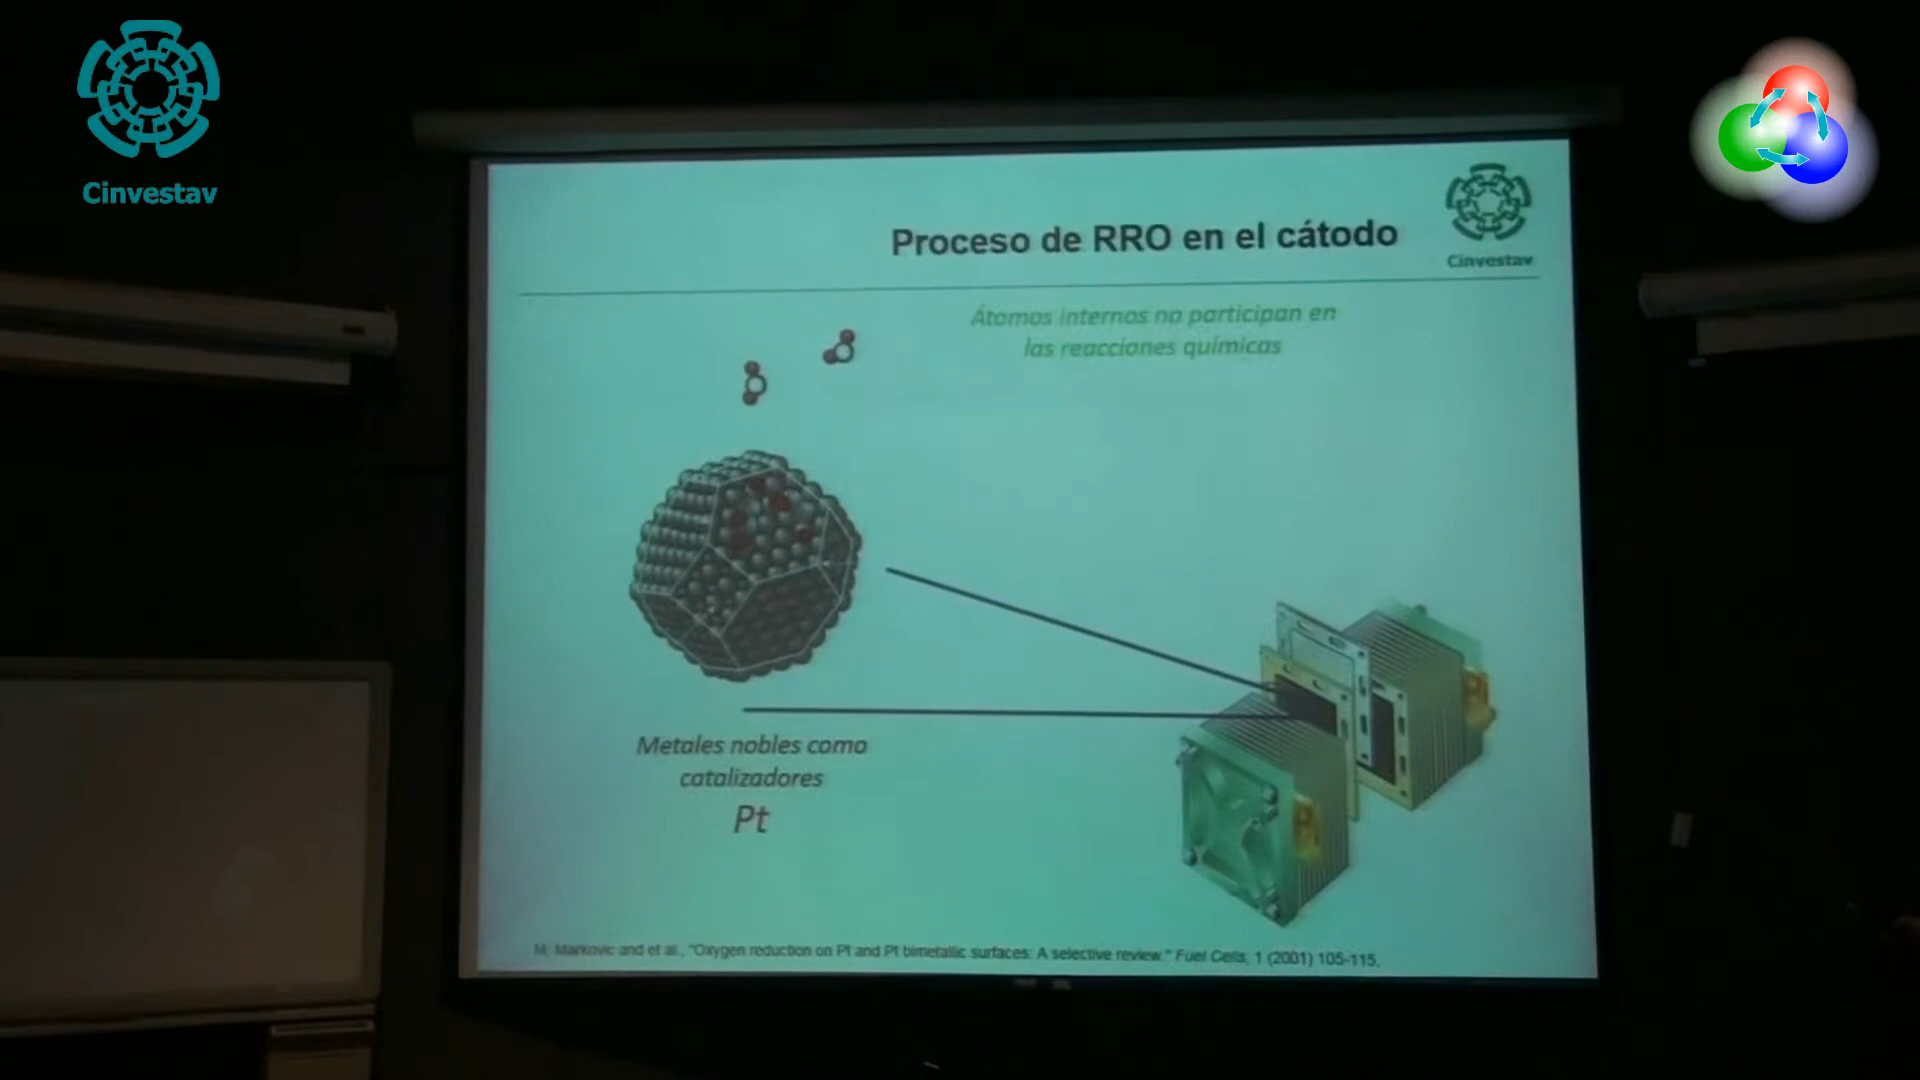 Cinvestav
Proceso de RRO en el cátodo
Cinvestav
Átomos internos no participan en
las reacciones químicas
Metales nobles como
catalizadores
Pt
M. Markovic and et al., "Oxygen reduction on Pt and Pt bimetallic surfaces: A selective review." Fuel Cells, 1 (2001) 105-115.